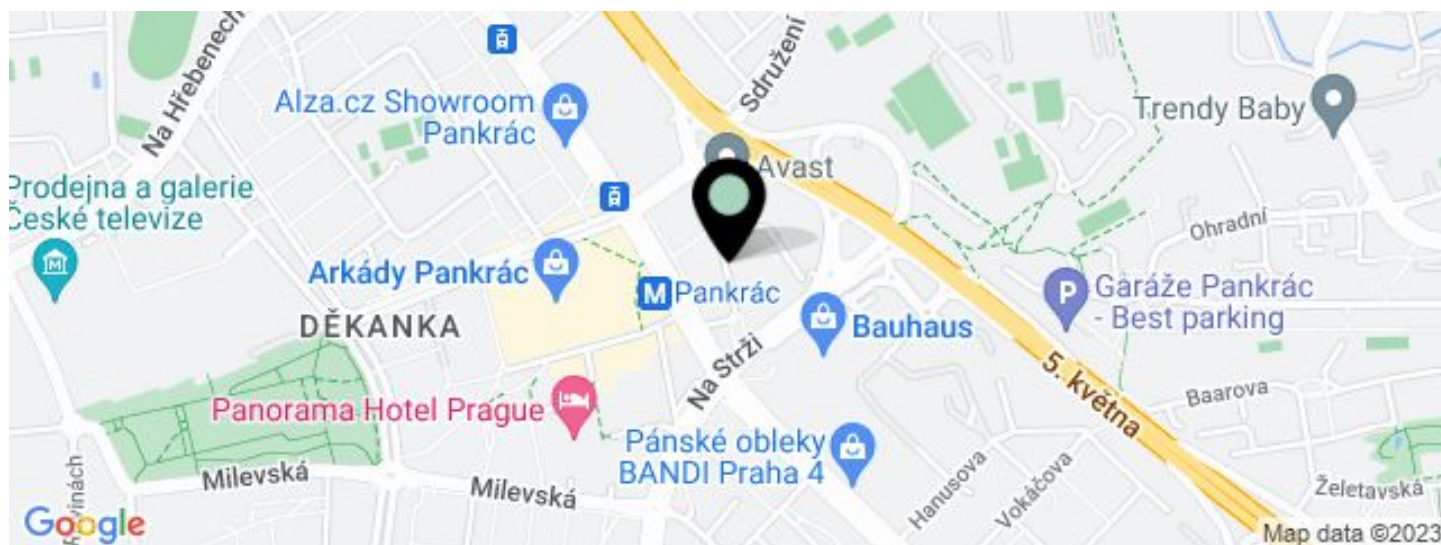 Na Hřebenech
Sdružení
Alza.cz Showroom
Pankrác
Trendy Baby
Avast
Prodejna a galerie
České televize
M
Ohradní
Arkády Pankrác
M Pankrác
P
Garáže Pankrác
- Best parking
DĚKANKA
Bauhaus
Na Strži
5. května
Baarova
Panorama Hotel Prague
Pánské obleky
BANDI Praha 4
Milevská
Milevská
Hanusova
Vokáčova
Želetavská
Google
Map data ©2023